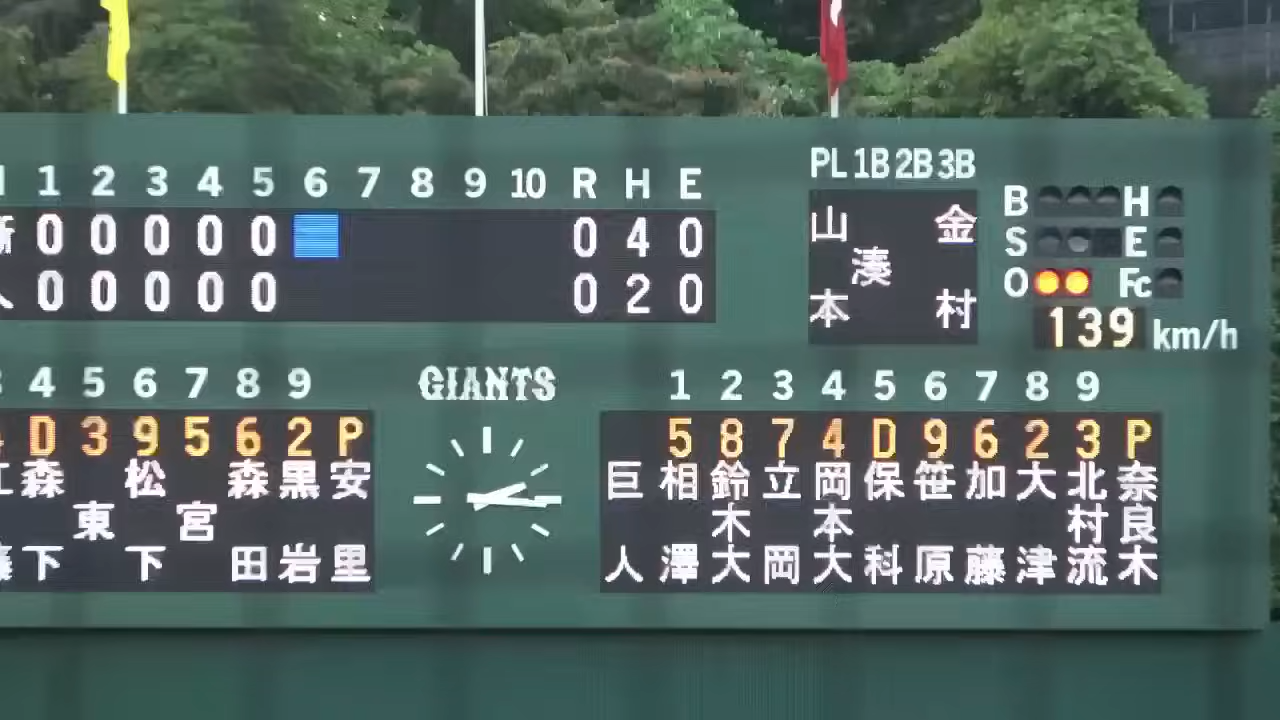 PL 1B 2B 3B
1 2 3 4 5 6 7 8 9 10 R H E
0 0 0 0 0 0 4 0
0 0 0 0 0 0 2 0
山本 湊 金村
B H
S E
O Fc
139 km/h
4 5 6 7 8 9
D 3 9 5 6 2 P
森下 東 松下 宮 森田 黒岩 安里
GIANTS
1 2 3 4 5 6 7 8 9
5 8 7 4 D 9 6 2 3 P
巨人 相澤 鈴木大 立岡 岡本大 保科 笹原 加藤 大津 北村流 奈良木